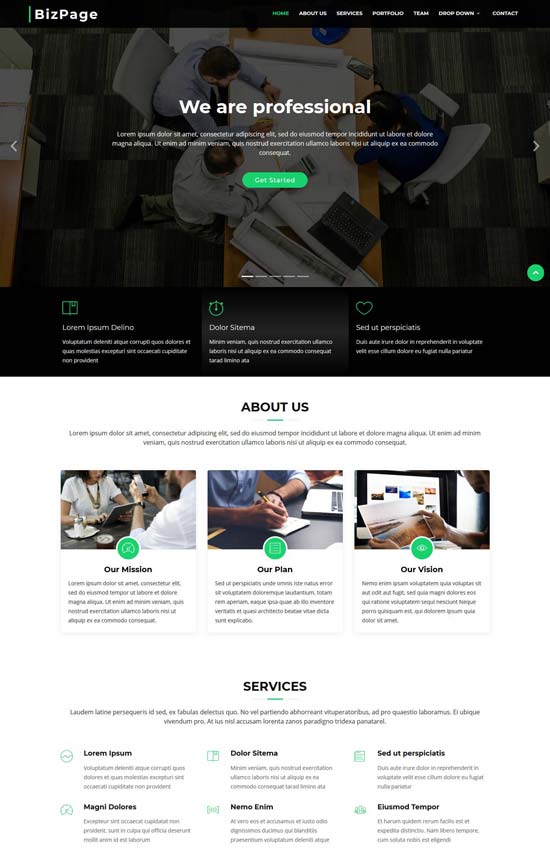 BizPage
HOME ABOUT US SERVICES PORTFOLIO TEAM DROP DOWN CONTACT
We are professional
Lorem ipsum dolor sit amet, consectetur adipiscing elit, sed do eiusmod tempor incididunt ut labore et dolore
magna aliqua. Ut enim ad minim veniam, quis nostrud exercitation ullamco laboris nisi ut aliquip ex ea commodo
consequat.
Get Started
Lorem Ipsum Delino
Voluptatum deleniti atque corrupti quos dolores et
quas molestias excepturi sint occaecati cupiditate
non provident
Dolor Sitema
Minim veniam, quis nostrud exercitation ullamco
laboris nisi ut aliquip ex ea commodo consequat
tarad limino ata
Sed ut perspiciatis
Duis aute irure dolor in reprehenderit in voluptate
velit esse cillum dolore eu fugiat nulla pariatur
ABOUT US
Lorem ipsum dolor sit amet, consectetur adipiscing elit, sed do eiusmod tempor incididunt ut labore et dolore magna aliqua. Ut enim ad minim
veniam, quis nostrud exercitation ullamco laboris nisi ut aliquip ex ea commodo consequat.
Our Mission
Lorem ipsum dolor sit amet, consectetur elit,
sed do eiusmod tempor ut labore et dolore
magna aliqua. Ut enim ad minim veniam, quis
nostrud exercitation ullamco laboris nisi ut
aliquip ex ea commodo consequat.
Our Plan
Sed ut perspiciatis unde omnis iste natus error
sit voluptatem doloremque laudantium, totam
rem aperiam, eaque ipsa quae ab illo inventore
veritatis et quasi architecto beatae vitae dicta
sunt explicabo.
Our Vision
Nemo enim ipsam voluptatem quia voluptas sit
aut odit aut fugit, sed quia magni dolores eos
qui ratione voluptatem sequi nesciunt Neque
porro quisquam est, qui dolorem ipsum quia
dolor sit amet.
SERVICES
Laudem latine persequeris id sed, ex fabulas delectus quo. No vel partiendo abhorreant vituperatoribus, ad pro quaestio laboramus. Ei ubique
vivendum pro. At ius nisl accusam lorenta zanos paradigno tridexa panatarel.
Lorem Ipsum
Voluptatum deleniti atque corrupti quos
dolores et quas molestias excepturi sint
occaecati cupiditate non provident
Dolor Sitema
Minim veniam, quis nostrud exercitation
ullamco laboris nisi ut aliquip ex ea
commodo consequat tarad limino ata
Sed ut perspiciatis
Duis aute irure dolor in reprehenderit in
voluptate velit esse cillum dolore eu fugiat
nulla pariatur
Magni Dolores
Excepteur sint occaecat cupidatat non
proident, sunt in culpa qui officia deserunt
mollit anim id est laborum
Nemo Enim
At vero eos et accusamus et iusto odio
dignissimos ducimus qui blanditiis
praesentium voluptatum deleniti atque
Eiusmod Tempor
Et harum quidem rerum facilis est et
expedita distinctio. Nam libero tempore,
cum soluta nobis est eligendi